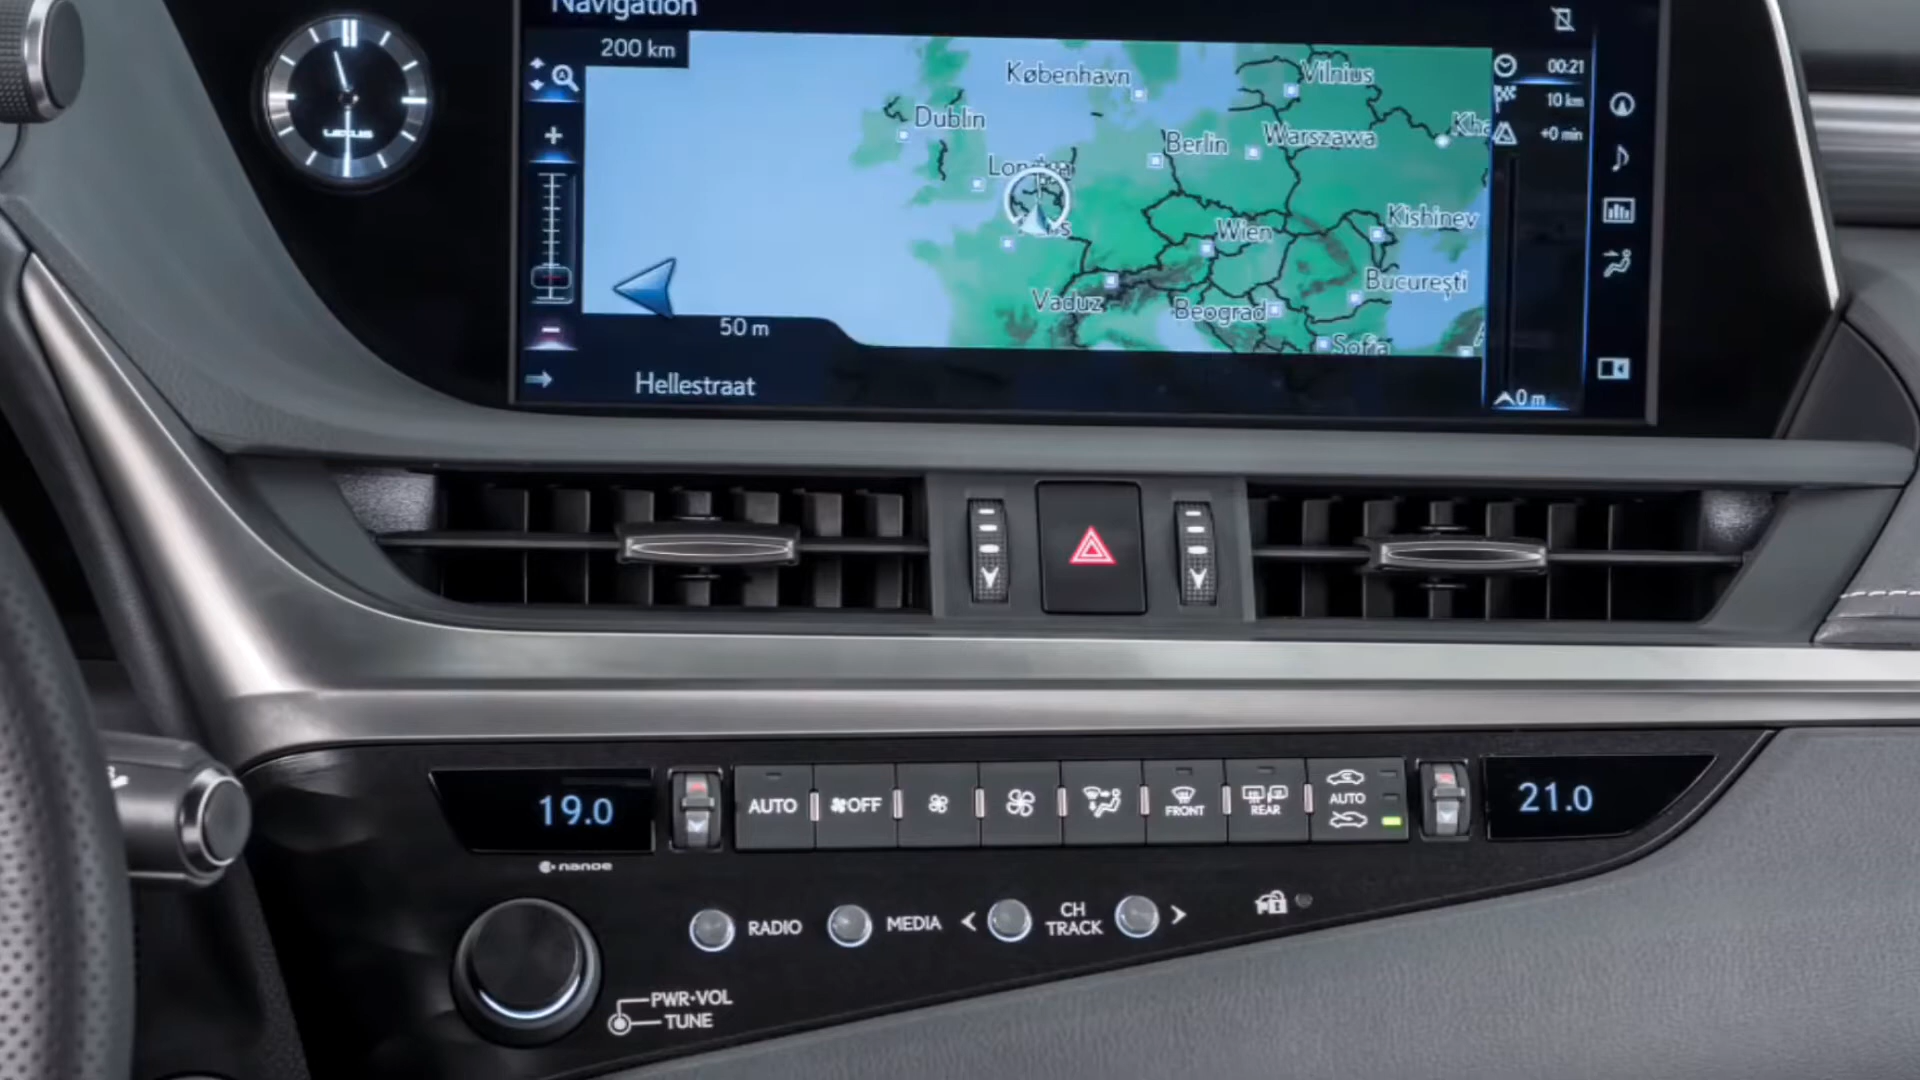 Navigation
200 km
København
Vilnius
00:21
10 km
Dublin
Kha
+0 min
Berlin
Warszawa
LEXUS
Kishinev
Wien
București
Vaduz
Beograd
50 m
Sofia
Hellestraat
0 m
19.0
AUTO
OFF
FRONT
REAR
AUTO
21.0
nanoe
RADIO
MEDIA
CH
TRACK
PWR•VOL
TUNE